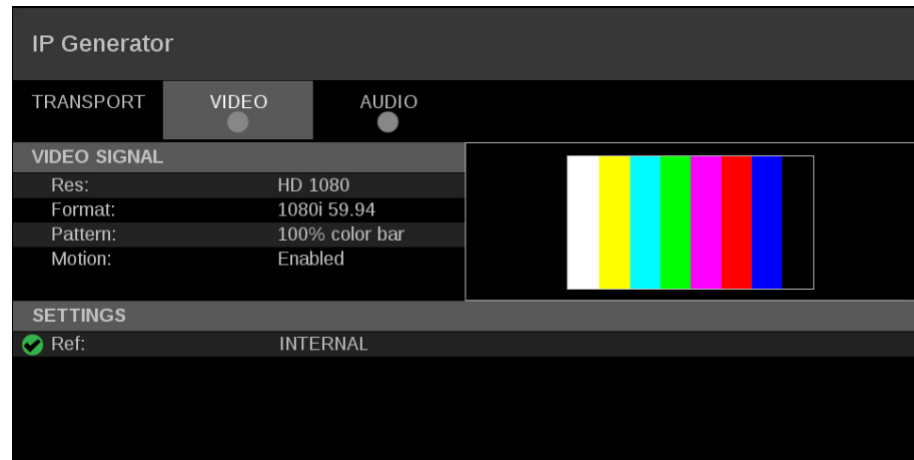 IP Generator
TRANSPORT VIDEO AUDIO
VIDEO SIGNAL
Res: HD 1080
Format: 1080i 59.94
Pattern: 100% color bar
Motion: Enabled
SETTINGS
Ref: INTERNAL